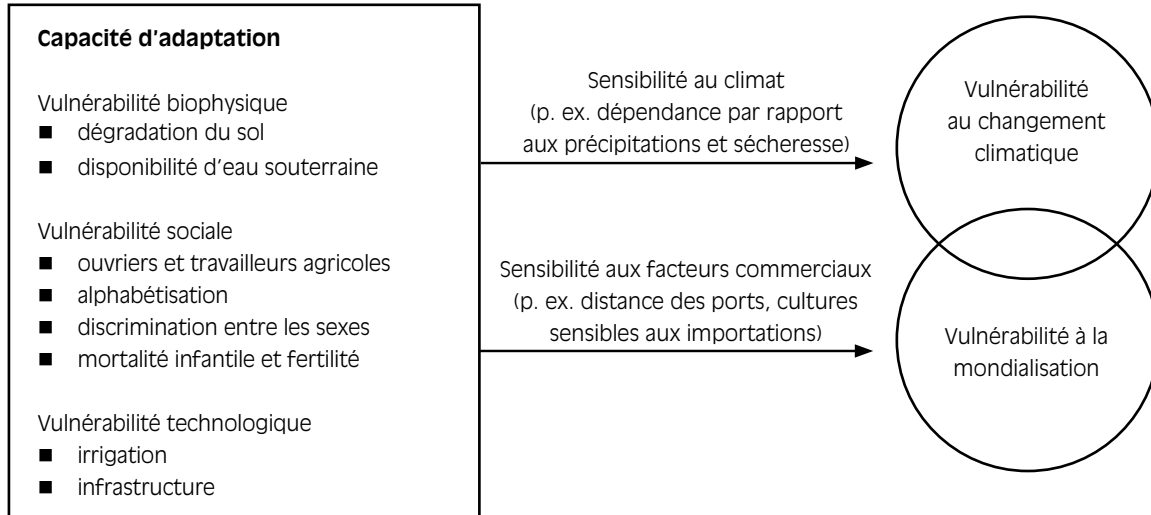 Capacité d'adaptation
Vulnérabilité biophysique
■ dégradation du sol
■ disponibilité d'eau souterraine
Vulnérabilité sociale
■ ouvriers et travailleurs agricoles
■ alphabétisation
■ discrimination entre les sexes
■ mortalité infantile et fertilité
Vulnérabilité technologique
■ irrigation
■ infrastructure
Sensibilité au climat
(p. ex. dépendance par rapport
aux précipitations et sécheresse)
Sensibilité aux facteurs commerciaux
(p. ex. distance des ports, cultures
sensibles aux importations)
Vulnérabilité
au changement
climatique
Vulnérabilité à la
mondialisation